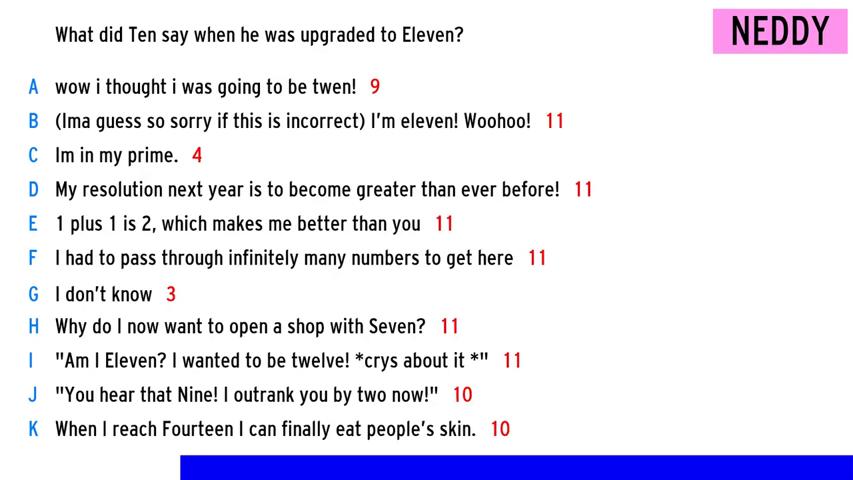 What did Ten say when he was upgraded to Eleven?
NEDDY
A wow i thought i was going to be twen! 9
B (Ima guess so sorry if this is incorrect) I'm eleven! Woohoo! 11
C Im in my prime. 4
D My resolution next year is to become greater than ever before! 11
E 1 plus 1 is 2, which makes me better than you 11
F I had to pass through infinitely many numbers to get here 11
G I don't know 3
H Why do I now want to open a shop with Seven? 11
I "Am I Eleven? I wanted to be twelve! *crys about it *" 11
J "You hear that Nine! I outrank you by two now!" 10
K When I reach Fourteen I can finally eat people's skin. 10